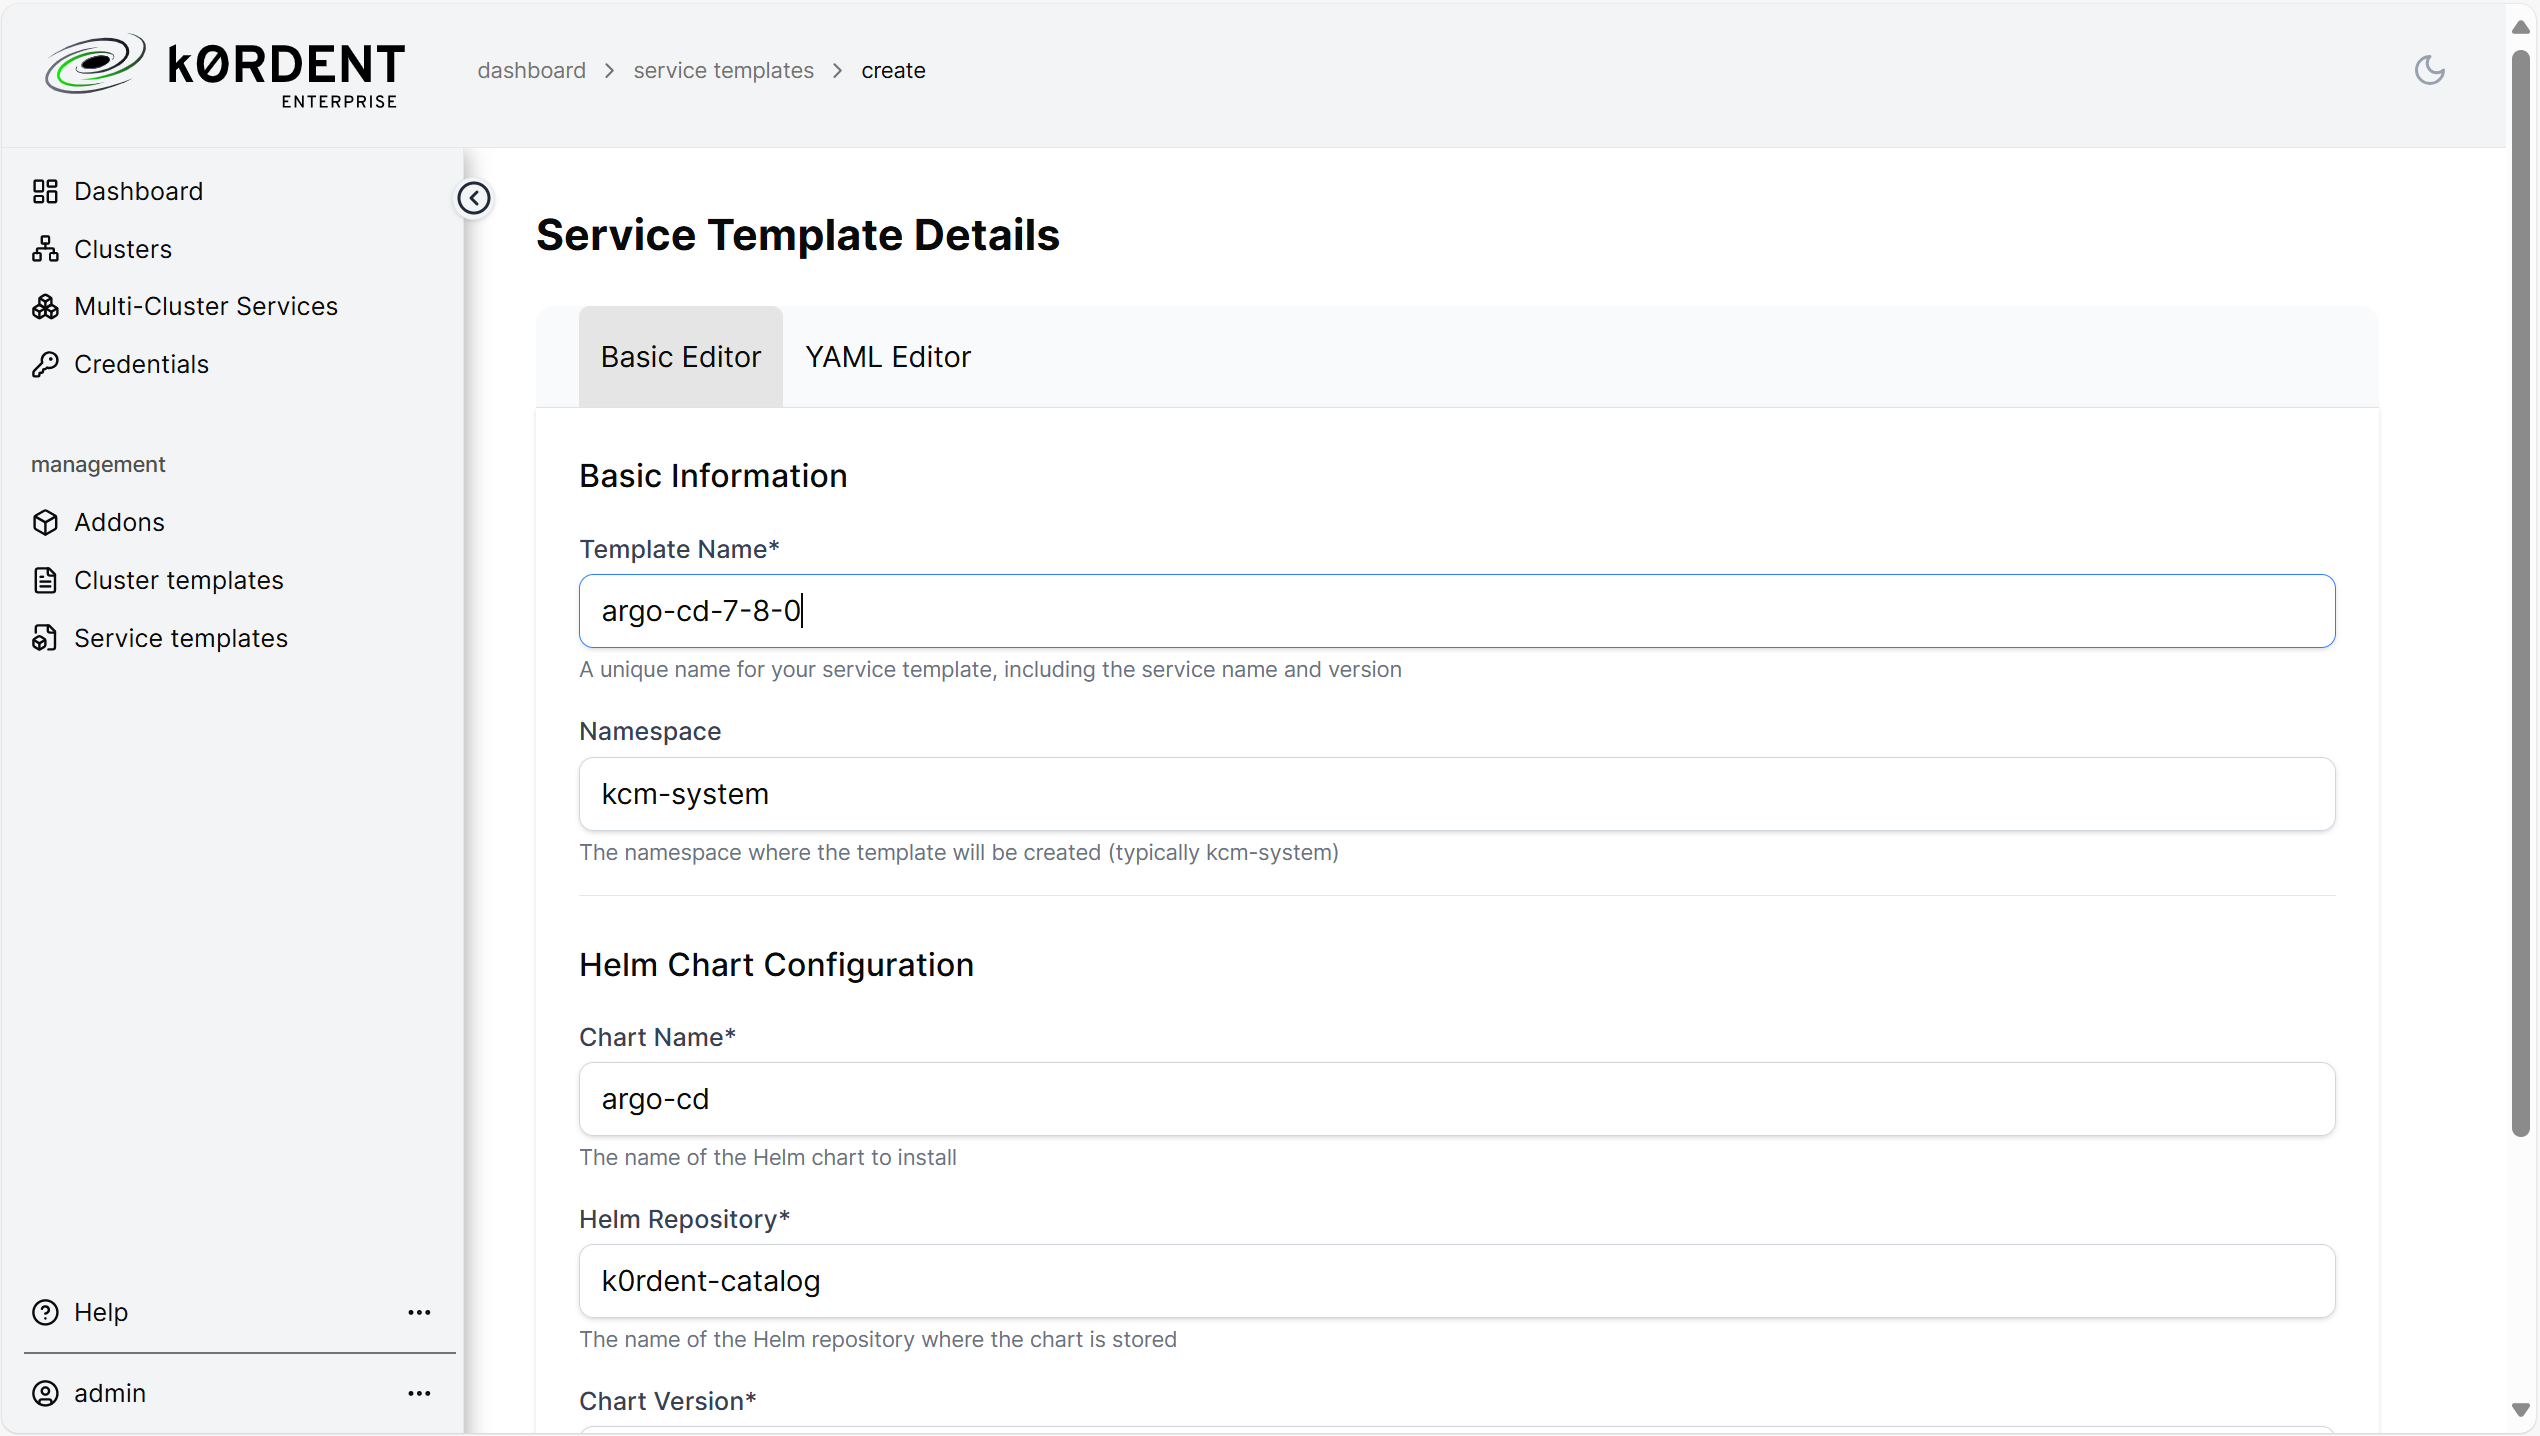 kØRDENT
ENTERPRISE
dashboard > service templates > create
Dashboard
Clusters
Multi-Cluster Services
Credentials
management
Addons
Cluster templates
Service templates
Help
admin
Service Template Details
Basic Editor YAML Editor
Basic Information
Template Name*
argo-cd-7-8-0
A unique name for your service template, including the service name and version
Namespace
kcm-system
The namespace where the template will be created (typically kcm-system)
Helm Chart Configuration
Chart Name*
argo-cd
The name of the Helm chart to install
Helm Repository*
k0rdent-catalog
The name of the Helm repository where the chart is stored
Chart Version*